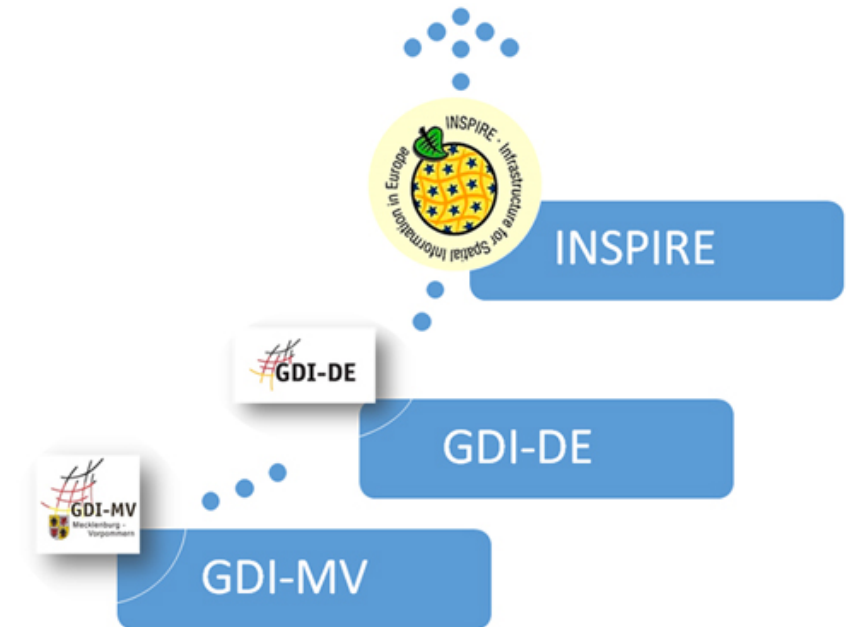 INSPIRE - Infrastructure for Spatial Information in Europe
INSPIRE
GDI-DE
GDI-DE
GDI-MV
Mecklenburg -
Vorpommern
GDI-MV